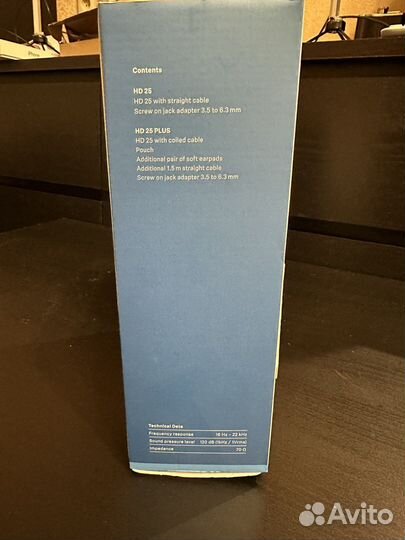 iPhone
Contents
HD 25
HD 25 with straight cable
Screw on jack adapter 3.5 to 6.3 mm
HD 25 PLUS
HD 25 with coiled cable
Pouch
Additional pair of soft earpads
Additional 1.5 m straight cable
Screw on jack adapter 3.5 to 6.3 mm
Technical Data
Frequency response 16 Hz – 22 kHz
Sound pressure level 120 dB (1kHz / 1Vrms)
Impedance 70 Ω
Avito